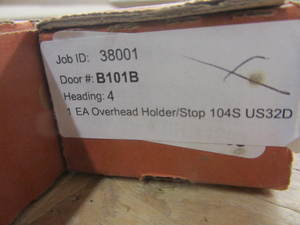 Job ID: 38001
Door #: B101B
Heading: 4
1 EA Overhead Holder/Stop 104S US32D